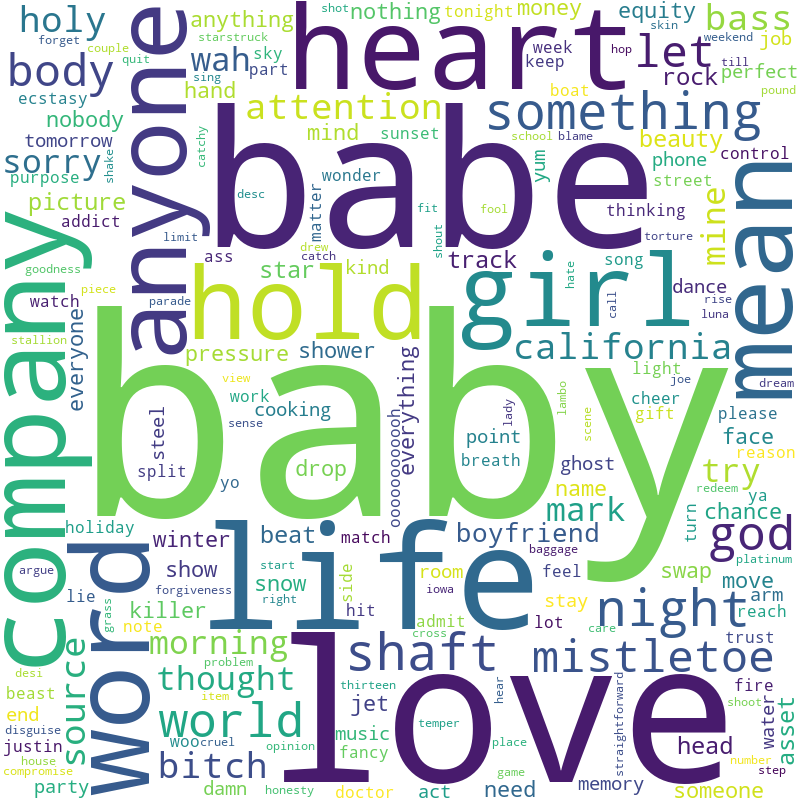 holy
forget
couple
quit
starstruck
shot
nothing
tonight
money
equity
skin
weekend
bass
till
job
pound
body
anyone
wah
anything
sky
part
sing
heart
week
keep
hop
let
rock
perfect
ecstasy
nobody
hand
attention
boat
something
tomorrow
shake
catchy
mind
sunset
school
blame
beauty
sorry
babe
yum
phone
control
purpose
desc
wonder
matter
fit
fool
street
picture
addict
limit
ass
drew
catch
shout
thinking
torture
mine
mean
company
goodness
star
kind
track
song
hate
call
dance
rise
luna
watch
piece
parade
hold
girl
stallion
everyone
pressure
shower
california
view
work
everything
light
joe
dream
baby
cooking
sense
lady
lambo
cheer
gift
please
steel
split
drop
yo
oooooooooooh
point
breath
scene
ghost
face
reason
name
try
redeem
ya
holiday
word
life
mark
chance
platinum
god
winter
beat
match
boyfriend
baggage
turn
argue
show
snow
start
side
room
feel
swap
move
arm
lie
forgiveness
right
hit
iowa
stay
reach
grass
killer
admit
lot
care
night
trust
note
cross
source
morning
shaft
mistletoe
desi
problem
love
thought
thirteen
hear
straightforward
fire
beast
item
jet
shoot
end
world
temper
place
water
asset
disguise
justin
woo
cruel
opinion
music
fancy
head
number
house
compromise
bitch
game
step
party
damn
honesty
doctor
act
need
memory
someone